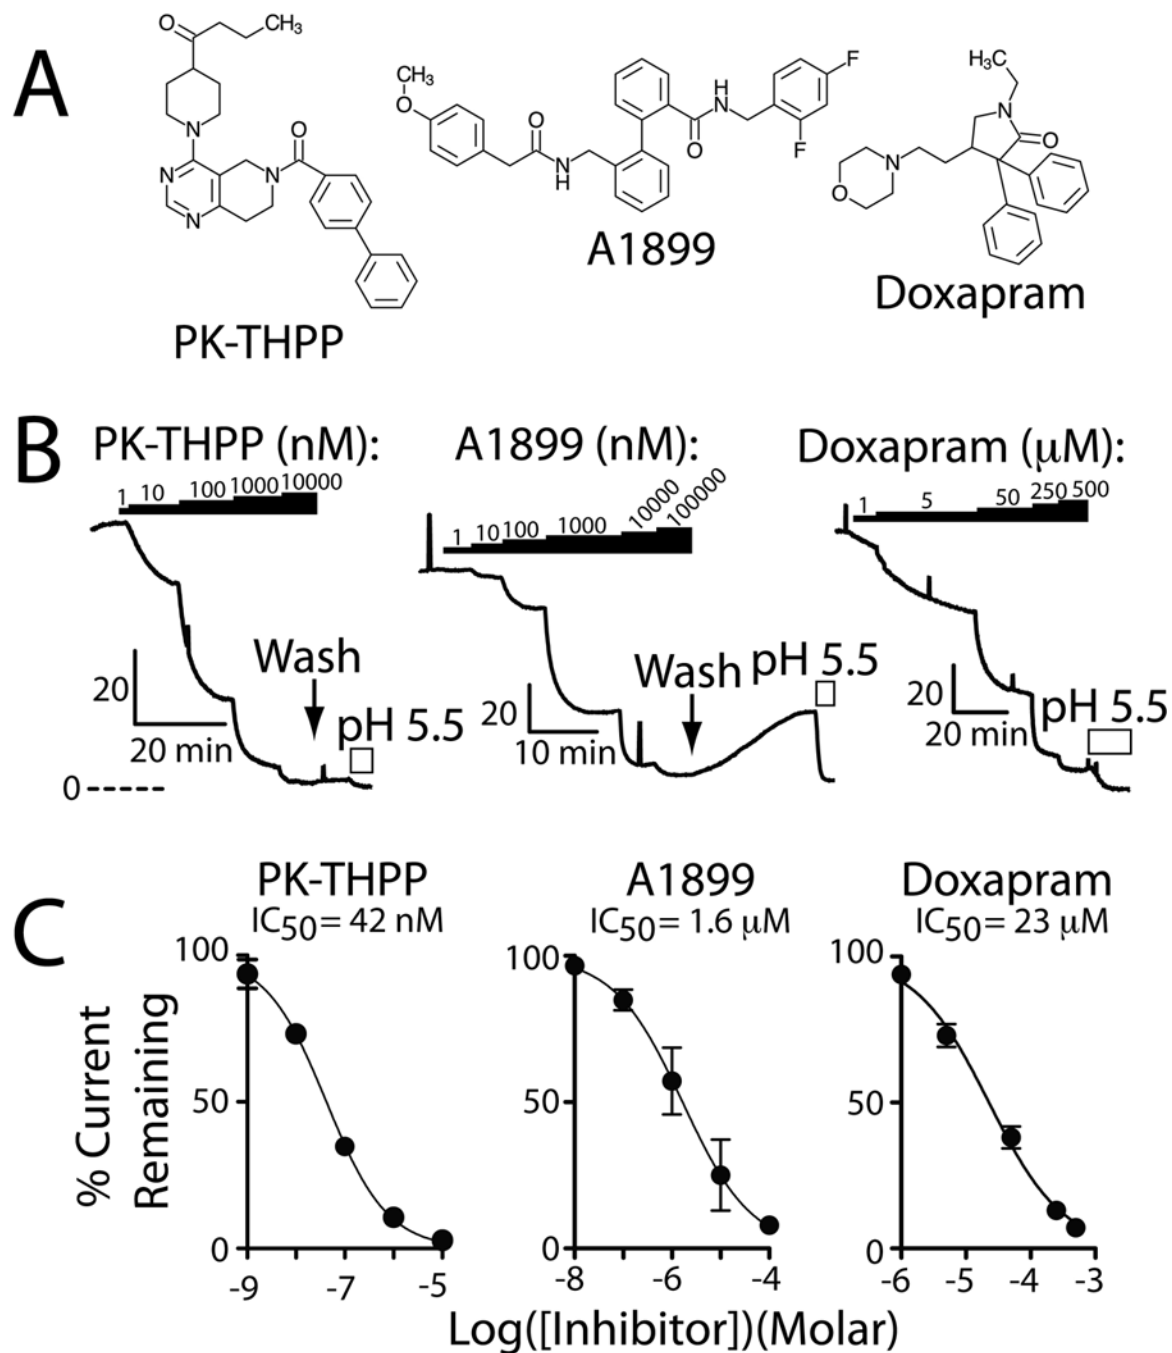 A
O
CH3
N
N
N
N
O
PK-THPP
CH3
O
O
N
H
O
H
N
F
F
A1899
H3C
N
O
N
O
Doxapram
B
PK-THPP (nM):
1 10 100 1000 10000
Wash
20
20 min
pH 5.5
0
A1899 (nM):
1 10 100 1000 10000 100000
Wash
pH 5.5
20
10 min
Doxapram (μM):
1 5 50 250 500
20
20 min
pH 5.5
C
PK-THPP
IC50= 42 nM
A1899
IC50= 1.6 μM
Doxapram
IC50= 23 μM
% Current
Remaining
100
50
0
-9 -7 -5
100
50
0
-8 -6 -4
100
50
0
-6 -5 -4 -3
Log([Inhibitor])(Molar)